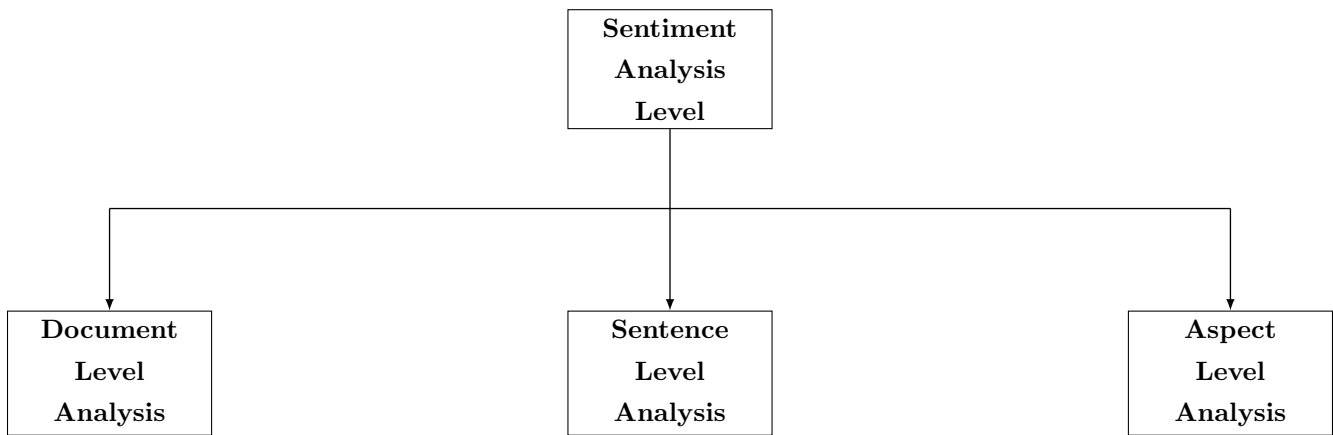 Sentiment
Analysis
Level
Document
Level
Analysis
Sentence
Level
Analysis
Aspect
Level
Analysis